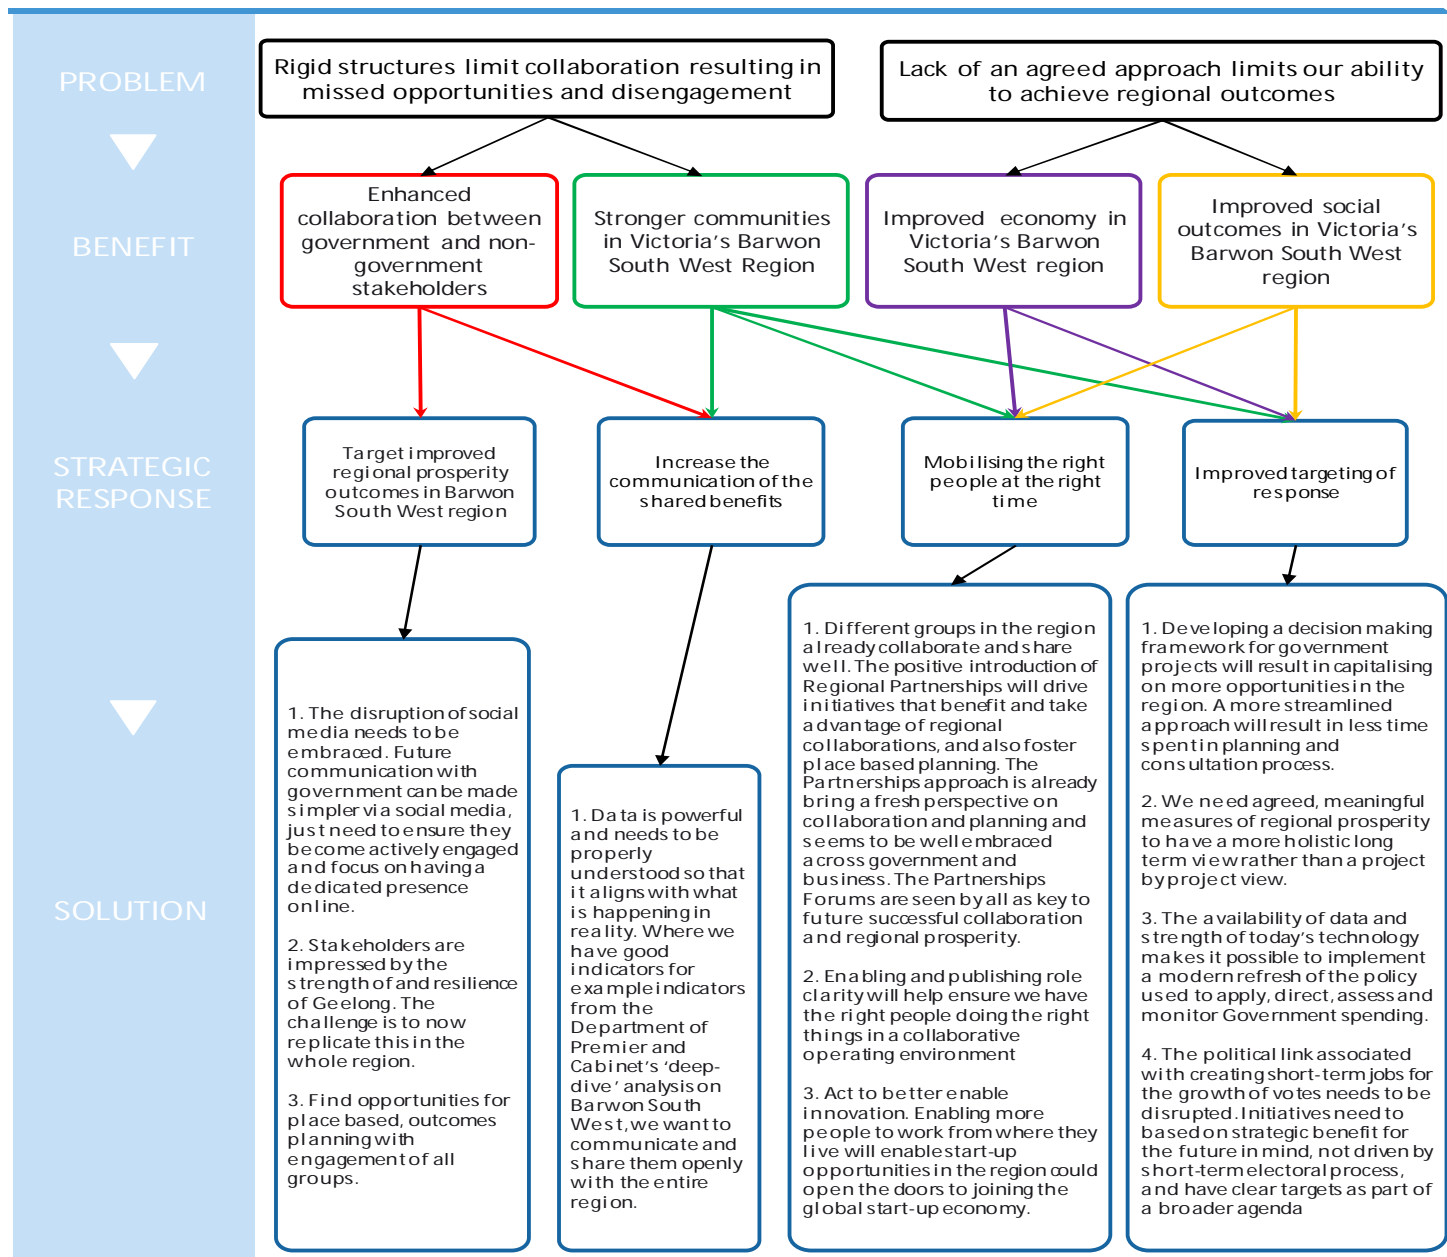 PROBLEM
Rigid structures limit collaboration resulting in
missed opportunities and disengagement
Lack of an agreed approach limits our ability
to achieve regional outcomes
BENEFIT
Enhanced
collaboration between
government and non-
government
stakeholders
Stronger communities
in Victoria's Barwon
South West Region
Improved economy in
Victoria's Barwon
South West region
Improved social
outcomes in Victoria's
Barwon South West
region
STRATEGIC
RESPONSE
Target improved
regional prosperity
outcomes in Barwon
South West region
Increase the
communication of the
shared benefits
Mobilising the right
people at the right
time
Improved targeting of
response
SOLUTION
1. The disruption of social
media needs to be
embraced. Future
communication with
government can be made
simpler via social media,
just need to ensure they
become actively engaged
and focus on having a
dedicated presence
online.
2. Stakeholders are
impressed by the
strength of and resilience
of Geelong. The
challenge is to now
replicate this in the
whole region.
3. Find opportunities for
place based, outcomes
planning with
engagement of all
groups.
1. Data is powerful
and needs to be
properly
understood so that
it aligns with what
is happening in
reality. Where we
have good
indicators for
example indicators
from the
Department of
Premier and
Cabinet's 'deep-
dive' analysis on
Barwon South
West, we want to
communicate and
share them openly
with the entire
region.
1. Different groups in the region
already collaborate and share
well. The positive introduction of
Regional Partnerships will drive
initiatives that benefit and take
advantage of regional
collaborations, and also foster
place based planning. The
Partnerships approach is already
bring a fresh perspective on
collaboration and planning and
seems to be well embraced
across government and
business. The Partnerships
Forums are seen by all as key to
future successful collaboration
and regional prosperity.
2. Enabling and publishing role
clarity will help ensure we have
the right people doing the right
things in a collaborative
operating environment
3. Act to better enable
innovation. Enabling more
people to work from where they
live will enable start-up
opportunities in the region could
open the doors to joining the
global start-up economy.
1. Developing a decision making
framework for government
projects will result in capitalising
on more opportunities in the
region. A more streamlined
approach will result in less time
spent in planning and
consultation process.
2. We need agreed, meaningful
measures of regional prosperity
to have a more holistic long
term view rather than a project
by project view.
3. The availability of data and
strength of today's technology
makes it possible to implement
a modern refresh of the policy
used to apply, direct, assess and
monitor Government spending.
4. The political link associated
with creating short-term jobs for
the growth of votes needs to be
disrupted. Initiatives need to
based on strategic benefit for
the future in mind, not driven by
short-term electoral process,
and have clear targets as part of
a broader agenda